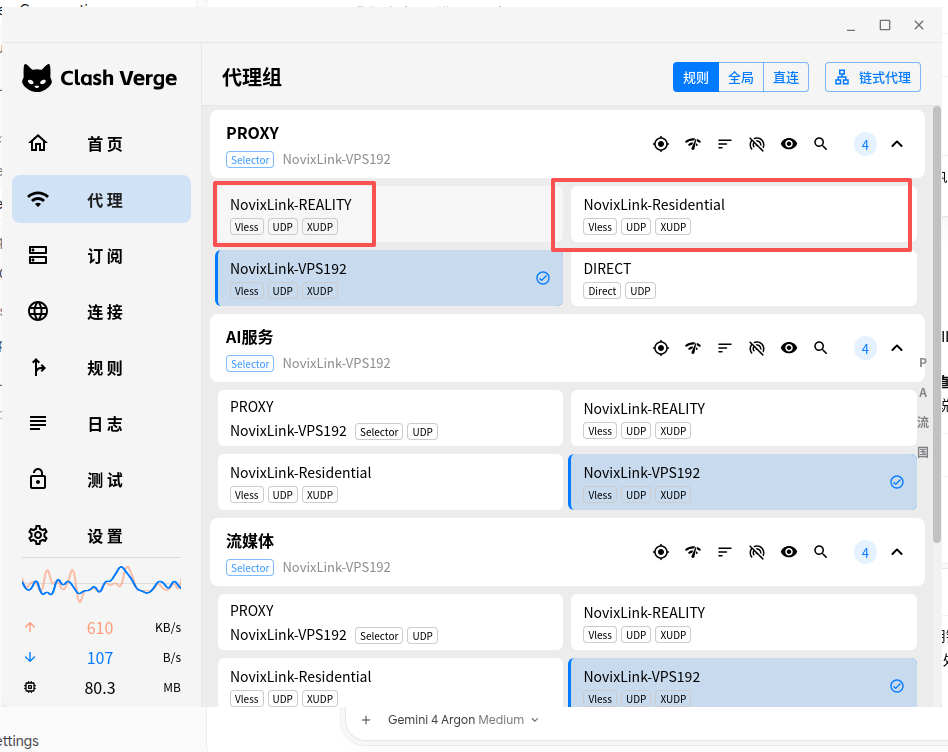 Clash Verge
首页
代理
订阅
连接
规则
日志
测试
设置
610 KB/s
107 B/s
80.3 MB
代理组
规则 全局 直连 链式代理
PROXY
Selector NovixLink-VPS192
4
NovixLink-REALITY
Vless UDP XUDP
NovixLink-Residential
Vless UDP XUDP
NovixLink-VPS192
Vless UDP XUDP
DIRECT
Direct UDP
AI服务
Selector NovixLink-VPS192
4
PROXY
NovixLink-VPS192 Selector UDP
NovixLink-REALITY
Vless UDP XUDP
NovixLink-Residential
Vless UDP XUDP
NovixLink-VPS192
Vless UDP XUDP
流媒体
Selector NovixLink-VPS192
4
PROXY
NovixLink-VPS192 Selector UDP
NovixLink-REALITY
Vless UDP XUDP
NovixLink-Residential
Vless UDP XUDP
NovixLink-VPS192
Vless UDP XUDP
P
A
流
国
Gemini 4 Argon Medium
ettings